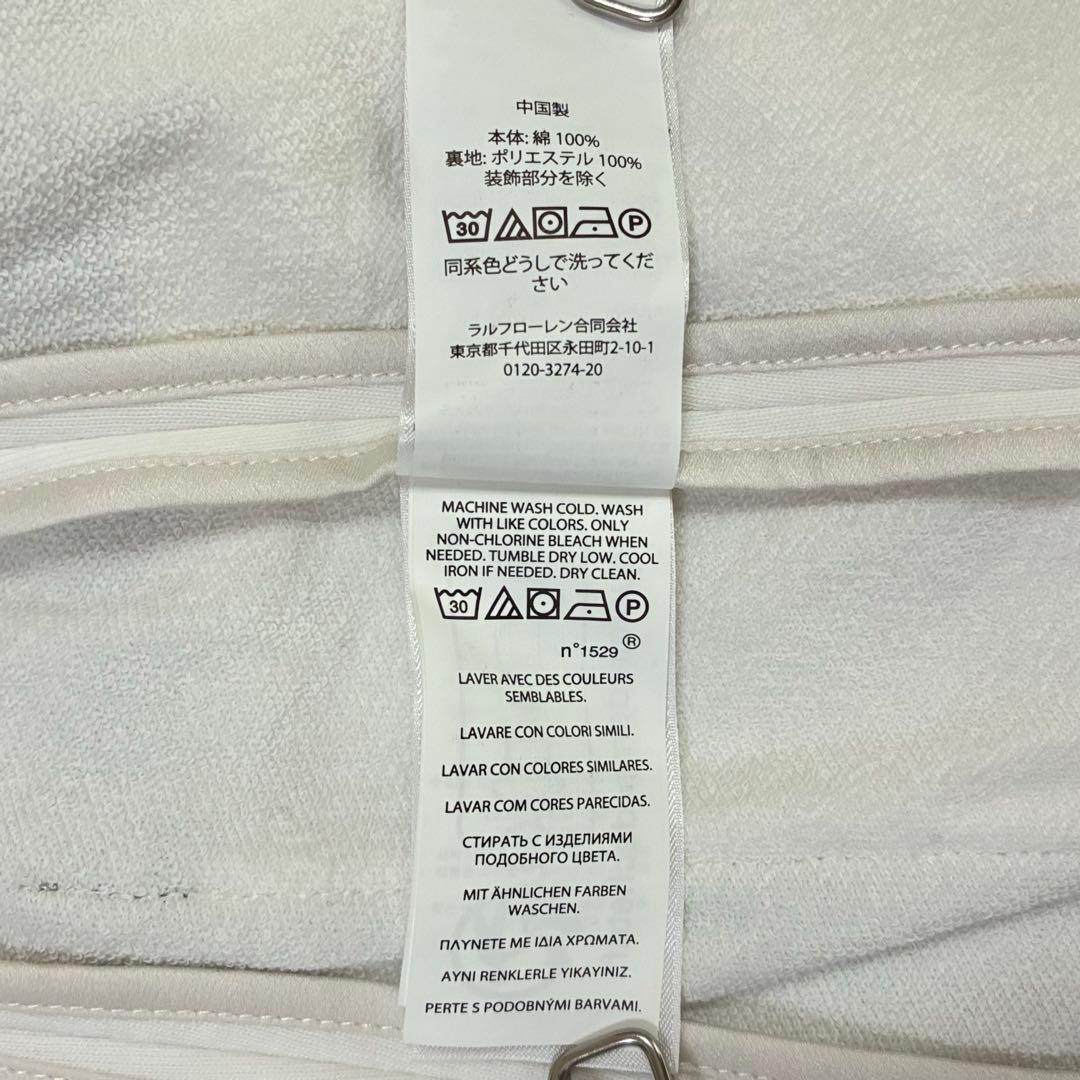 中国製
本体: 綿 100%
裏地: ポリエステル 100%
装飾部分を除く
30 P
同系色どうしで洗ってくだ
さい
ラルフローレン合同会社
東京都千代田区永田町2-10-1
0120-3274-20
MACHINE WASH COLD. WASH
WITH LIKE COLORS. ONLY
NON-CHLORINE BLEACH WHEN
NEEDED. TUMBLE DRY LOW. COOL
IRON IF NEEDED. DRY CLEAN.
30 P
n°1529 ®
LAVER AVEC DES COULEURS
SEMBLABLES.
LAVARE CON COLORI SIMILI.
LAVAR CON COLORES SIMILARES.
LAVAR COM CORES PARECIDAS.
СТИРАТЬ С ИЗДЕЛИЯМИ
ПОДОБНОГО ЦВЕТА.
MIT ÄHNLICHEN FARBEN
WASCHEN.
ΠΛΥΝΕΤΕ ΜΕ ΙΔΙΑ ΧΡΩΜΑΤΑ.
AYNI RENKLERLE YIKAYINIZ.
PERTE S PODOBNÝMI BARVAMI.